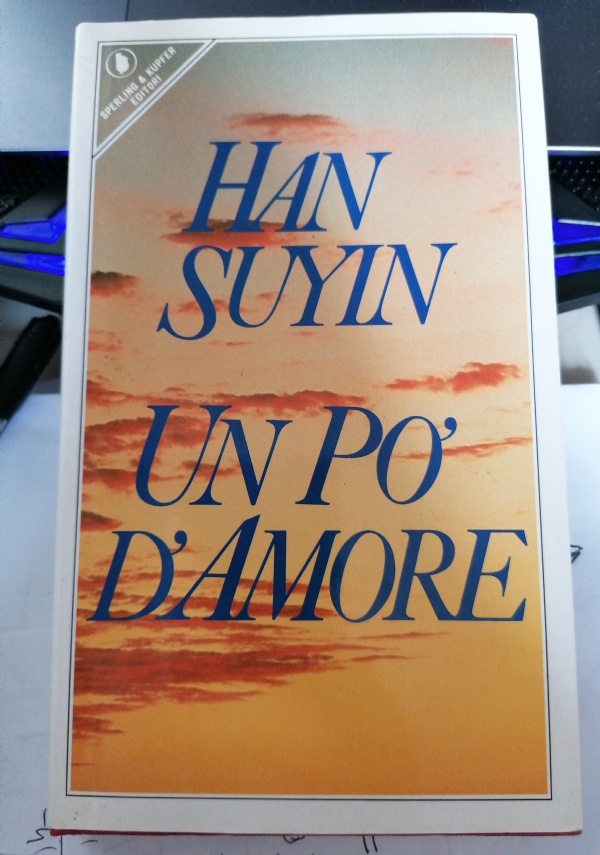 SPERLING & KUPFER
EDITORI
HAN
SUYIN
UN PO'
D'AMORE